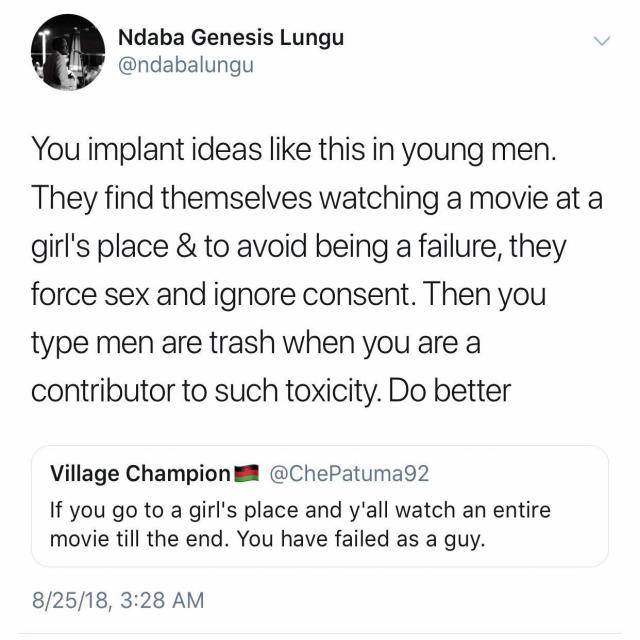 Ndaba Genesis Lungu
@ndabalungu
You implant ideas like this in young men.
They find themselves watching a movie at a
girl's place & to avoid being a failure, they
force sex and ignore consent. Then you
type men are trash when you are a
contributor to such toxicity. Do better
Village Champion🇲🇼 @ChePatuma92
If you go to a girl's place and y'all watch an entire
movie till the end. You have failed as a guy.
8/25/18, 3:28 AM